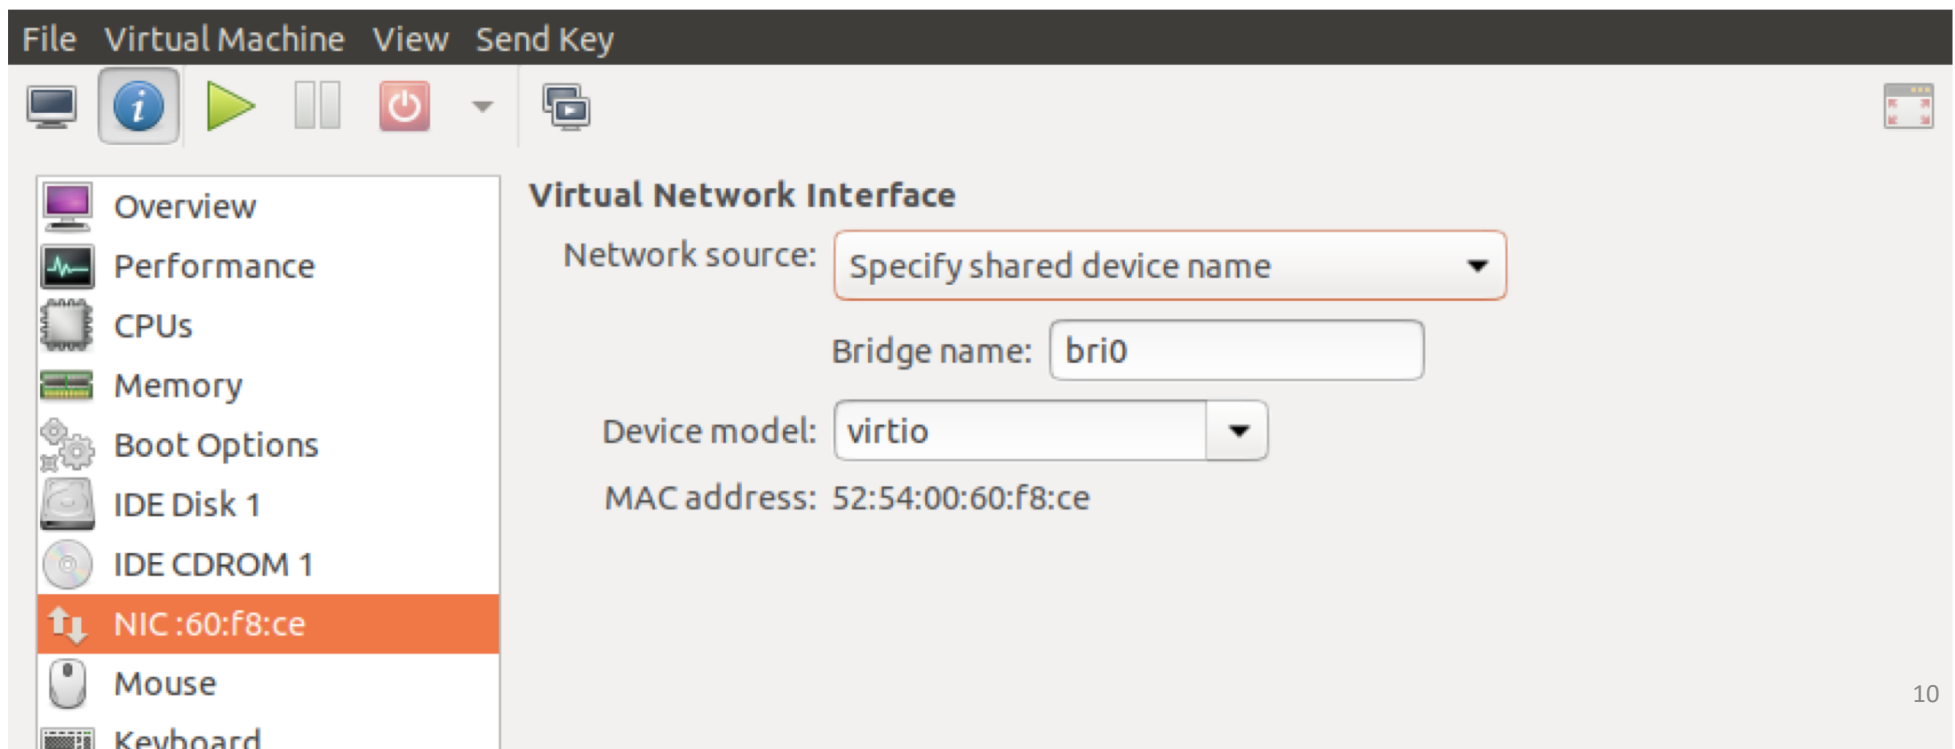 File Virtual Machine View Send Key
Overview
Performance
CPUs
Memory
Boot Options
IDE Disk 1
IDE CDROM 1
NIC :60:f8:ce
Mouse
Keyboard
Virtual Network Interface
Network source: Specify shared device name
Bridge name: bri0
Device model: virtio
MAC address: 52:54:00:60:f8:ce
10